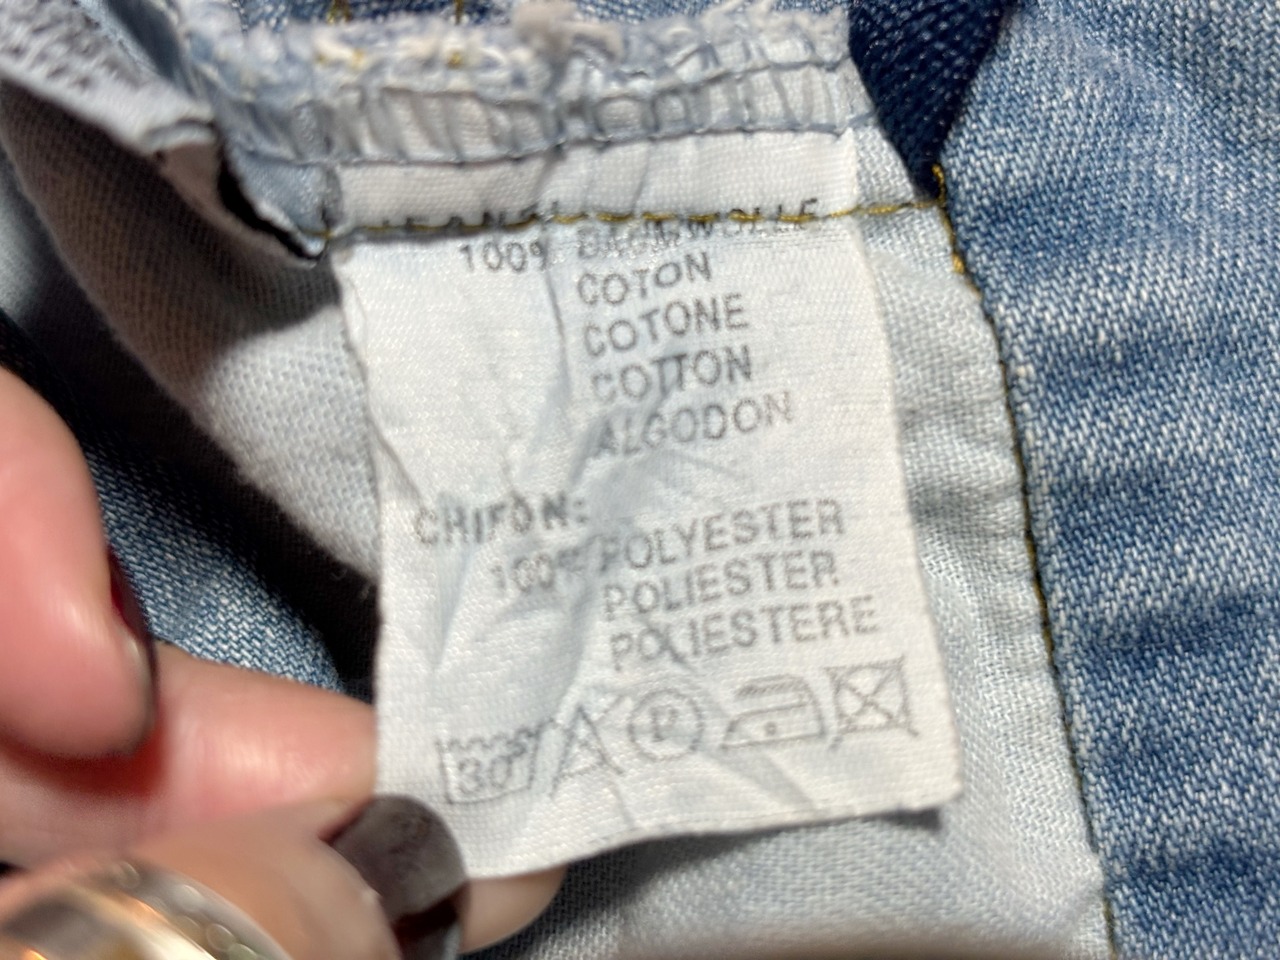 100% BAUMWOLLE
COTON
COTONE
COTTON
ALGODON
CHIFON:
100% POLYESTER
POLIESTER
POLIESTERE
30° P